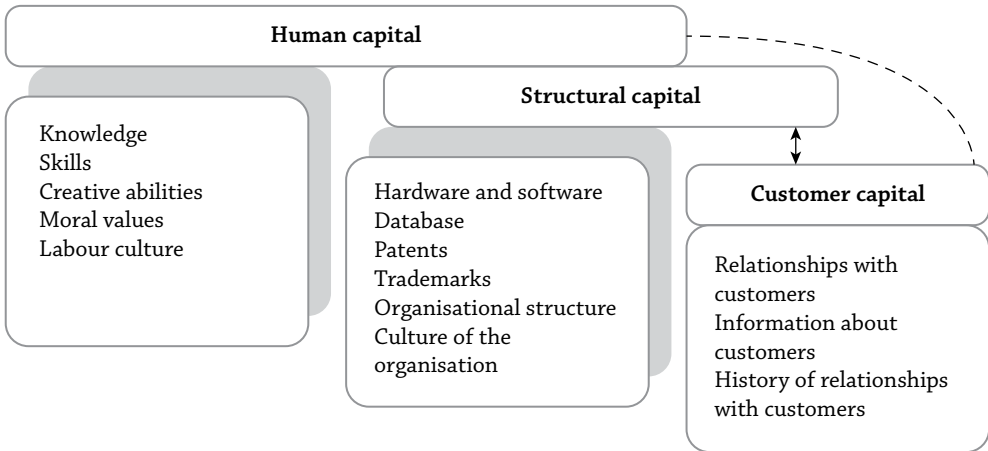 Human capital
Knowledge
Skills
Creative abilities
Moral values
Labour culture
Structural capital
Hardware and software
Database
Patents
Trademarks
Organisational structure
Culture of the
organisation
Customer capital
Relationships with
customers
Information about
customers
History of relationships
with customers